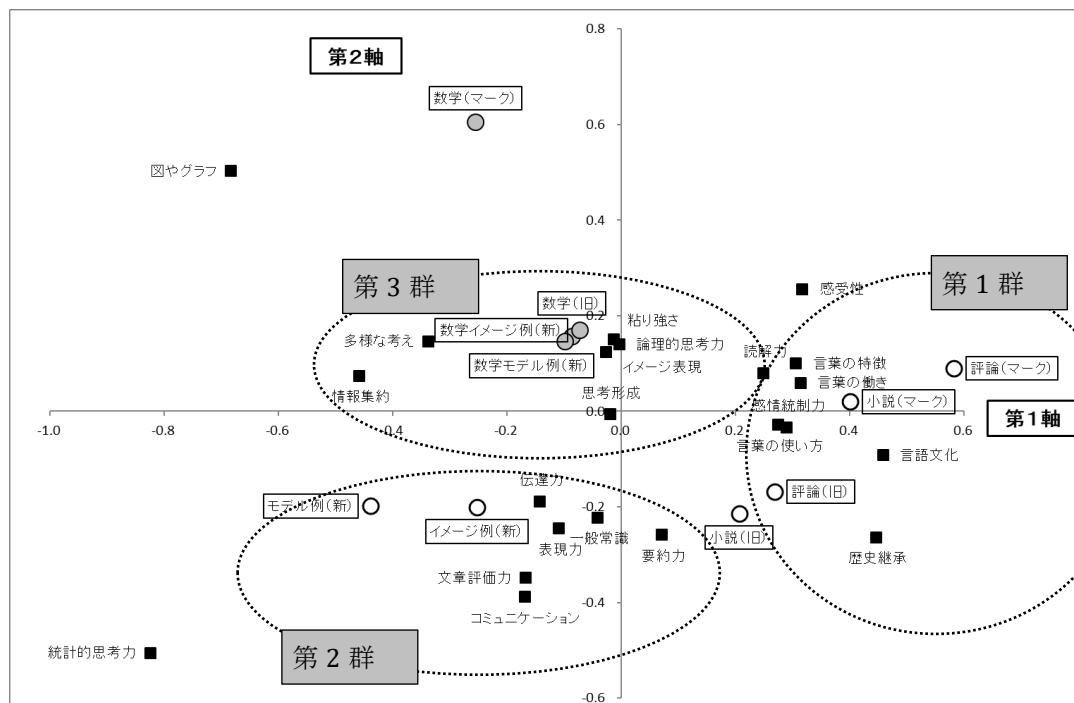 0.8
第2軸
数学(マーク)
0.6
図やグラフ
0.4
第3群
第1群
感受性
数学(旧)
粘り強さ
0.2
数学イメージ例(新)
多様な考え
論理的思考力
読解力
数学モデル例(新)
イメージ表現
言葉の特徴
評論(マーク)
言葉の働き
情報集約
思考形成
感情統制力
小説(マーク)
0.0
第1軸
-1.0
-0.8
-0.6
-0.4
-0.2
0.0
0.2
0.4
0.6
言葉の使い方
言語文化
伝達力
モデル例(新)
-0.2
評論(旧)
イメージ例(新)
表現力
一般常識
要約力
小説(旧)
歴史継承
文章評価力
-0.4
コミュニケーション
統計的思考力
第2群
-0.6